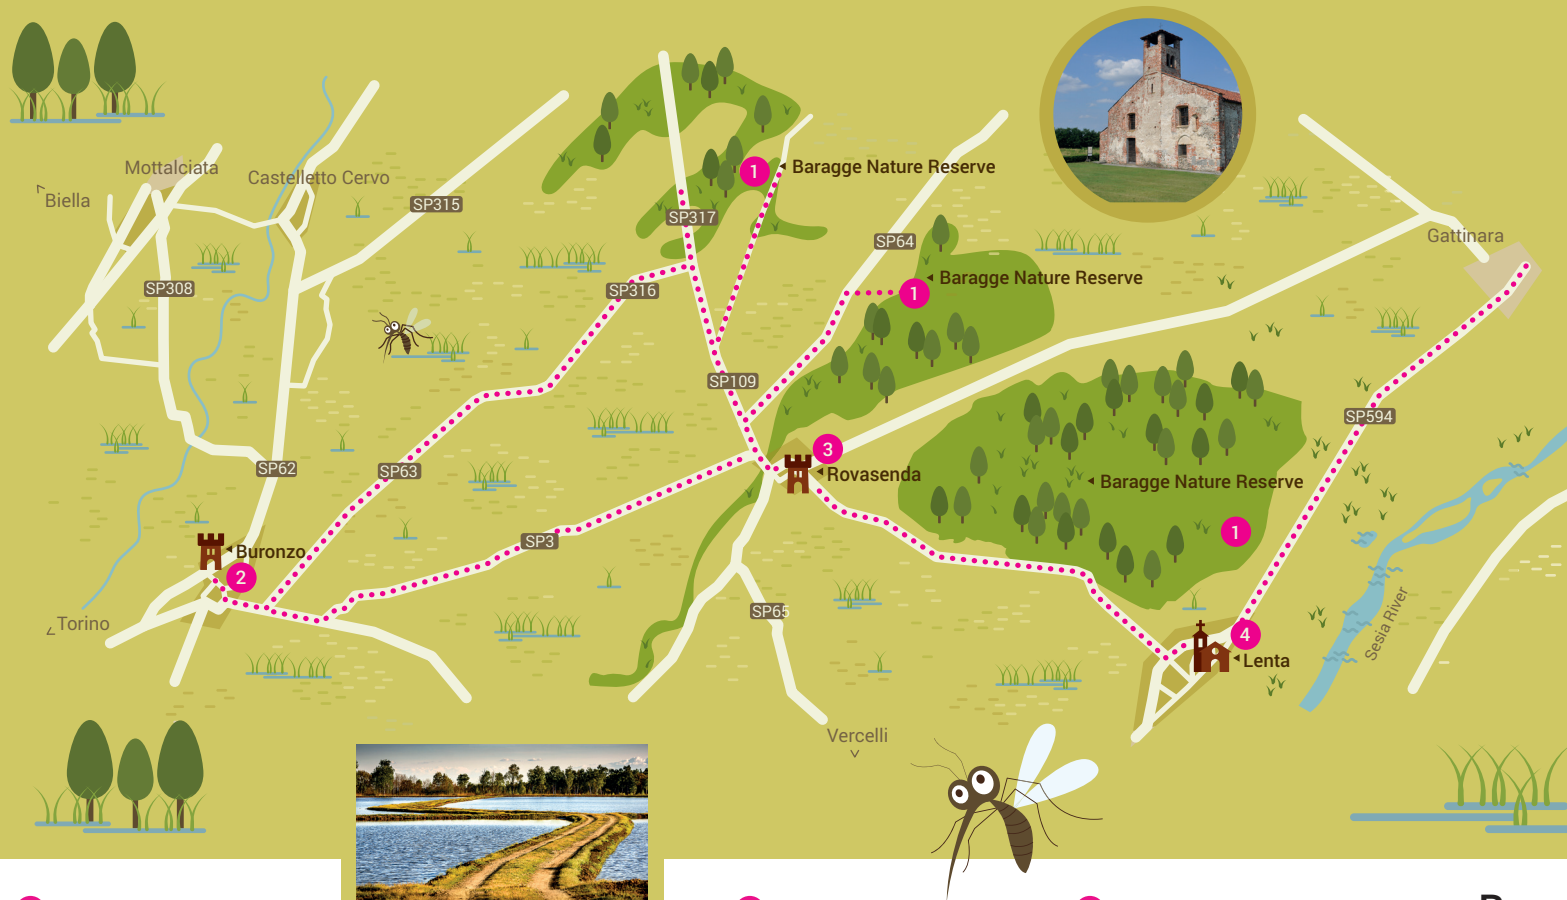 Mottalciata
Castelletto Cervo
Biella
Baragge Nature Reserve
1
SP315
SP317
SP64
Gattinara
Baragge Nature Reserve
1
SP308
SP316
SP109
SP594
3
Rovasenda
SP62
SP63
Baragge Nature Reserve
1
SP3
Buronzo
2
SP65
Torino
Sesia River
4
Lenta
Vercelli